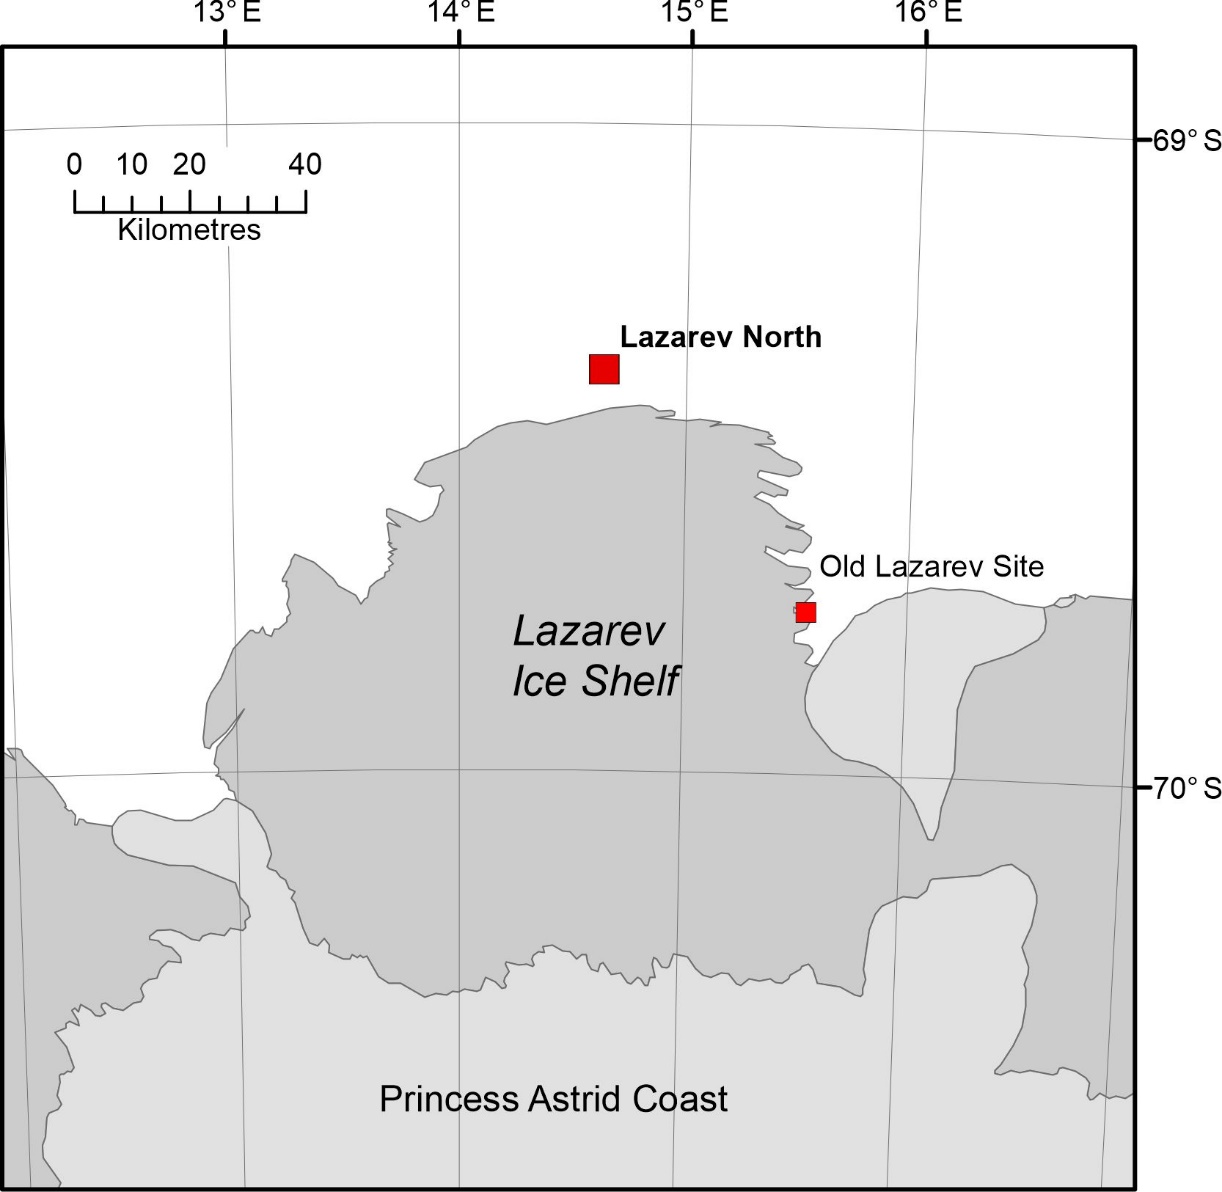 13°E 14°E 15°E 16°E
69°S
0 10 20 40
Kilometres
Lazarev North
Old Lazarev Site
Lazarev
Ice Shelf
70°S
Princess Astrid Coast